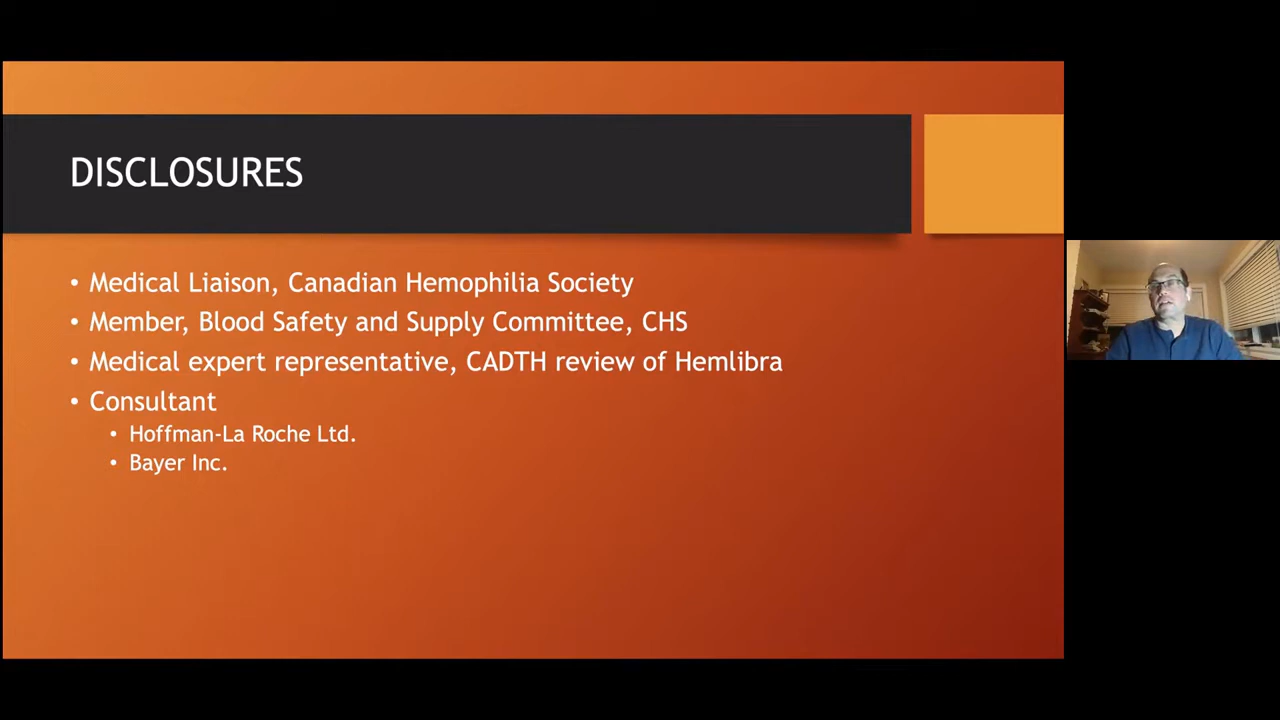 DISCLOSURES
• Medical Liaison, Canadian Hemophilia Society
• Member, Blood Safety and Supply Committee, CHS
• Medical expert representative, CADTH review of Hemlibra
• Consultant
• Hoffman-La Roche Ltd.
• Bayer Inc.